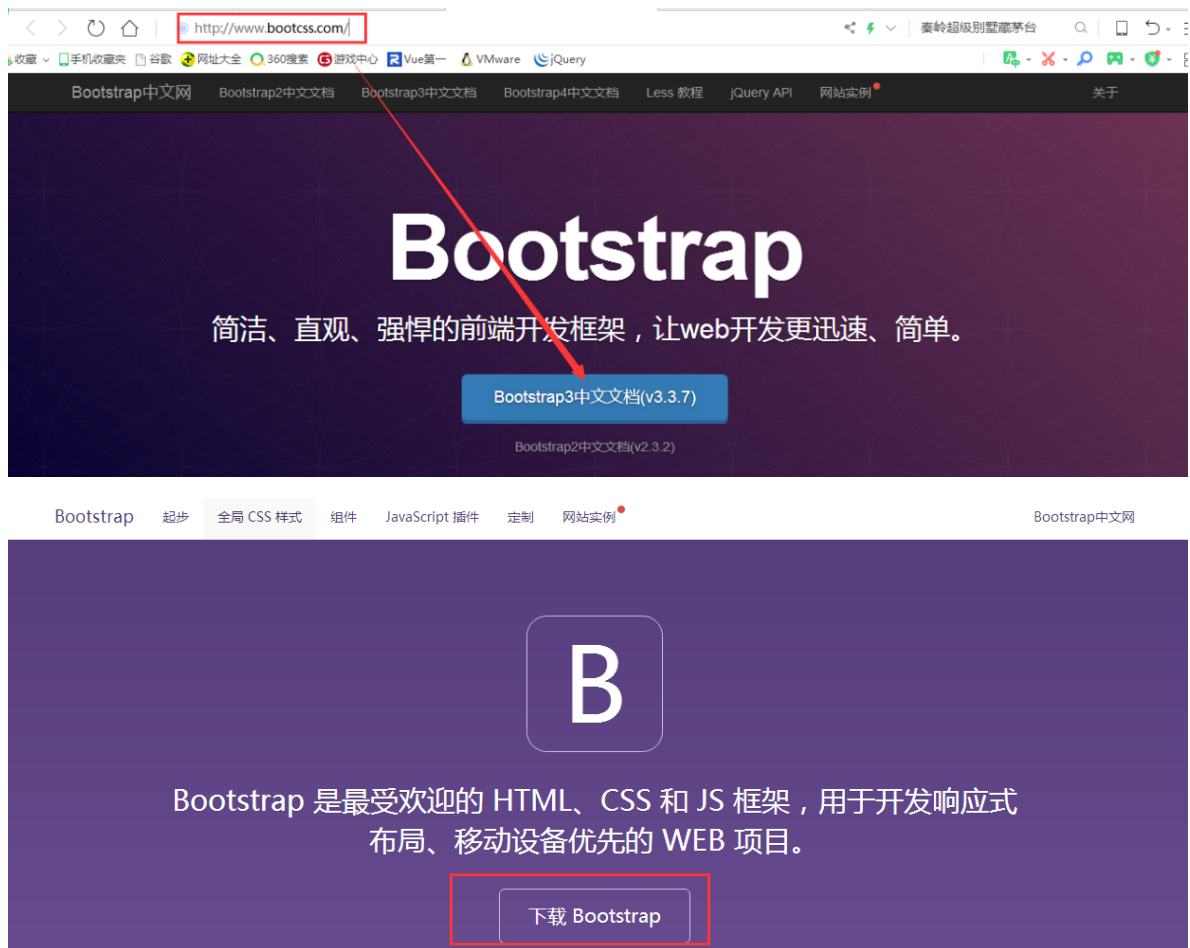 http://www.bootcss.com/
秦岭超级别墅藏茅台
收藏 手机收藏夹 谷歌 网址大全 360搜索 游戏中心 Vue第一 VMware jQuery
Bootstrap中文网 Bootstrap2中文文档 Bootstrap3中文文档 Bootstrap4中文文档 Less 教程 jQuery API 网站实例 关于
Bootstrap
简洁、直观、强悍的前端开发框架，让web开发更迅速、简单。
Bootstrap3中文文档(v3.3.7)
Bootstrap2中文文档(v2.3.2)
Bootstrap 起步 全局 CSS 样式 组件 JavaScript 插件 定制 网站实例 Bootstrap中文网
B
Bootstrap 是最受欢迎的 HTML、CSS 和 JS 框架，用于开发响应式
布局、移动设备优先的 WEB 项目。
下载 Bootstrap